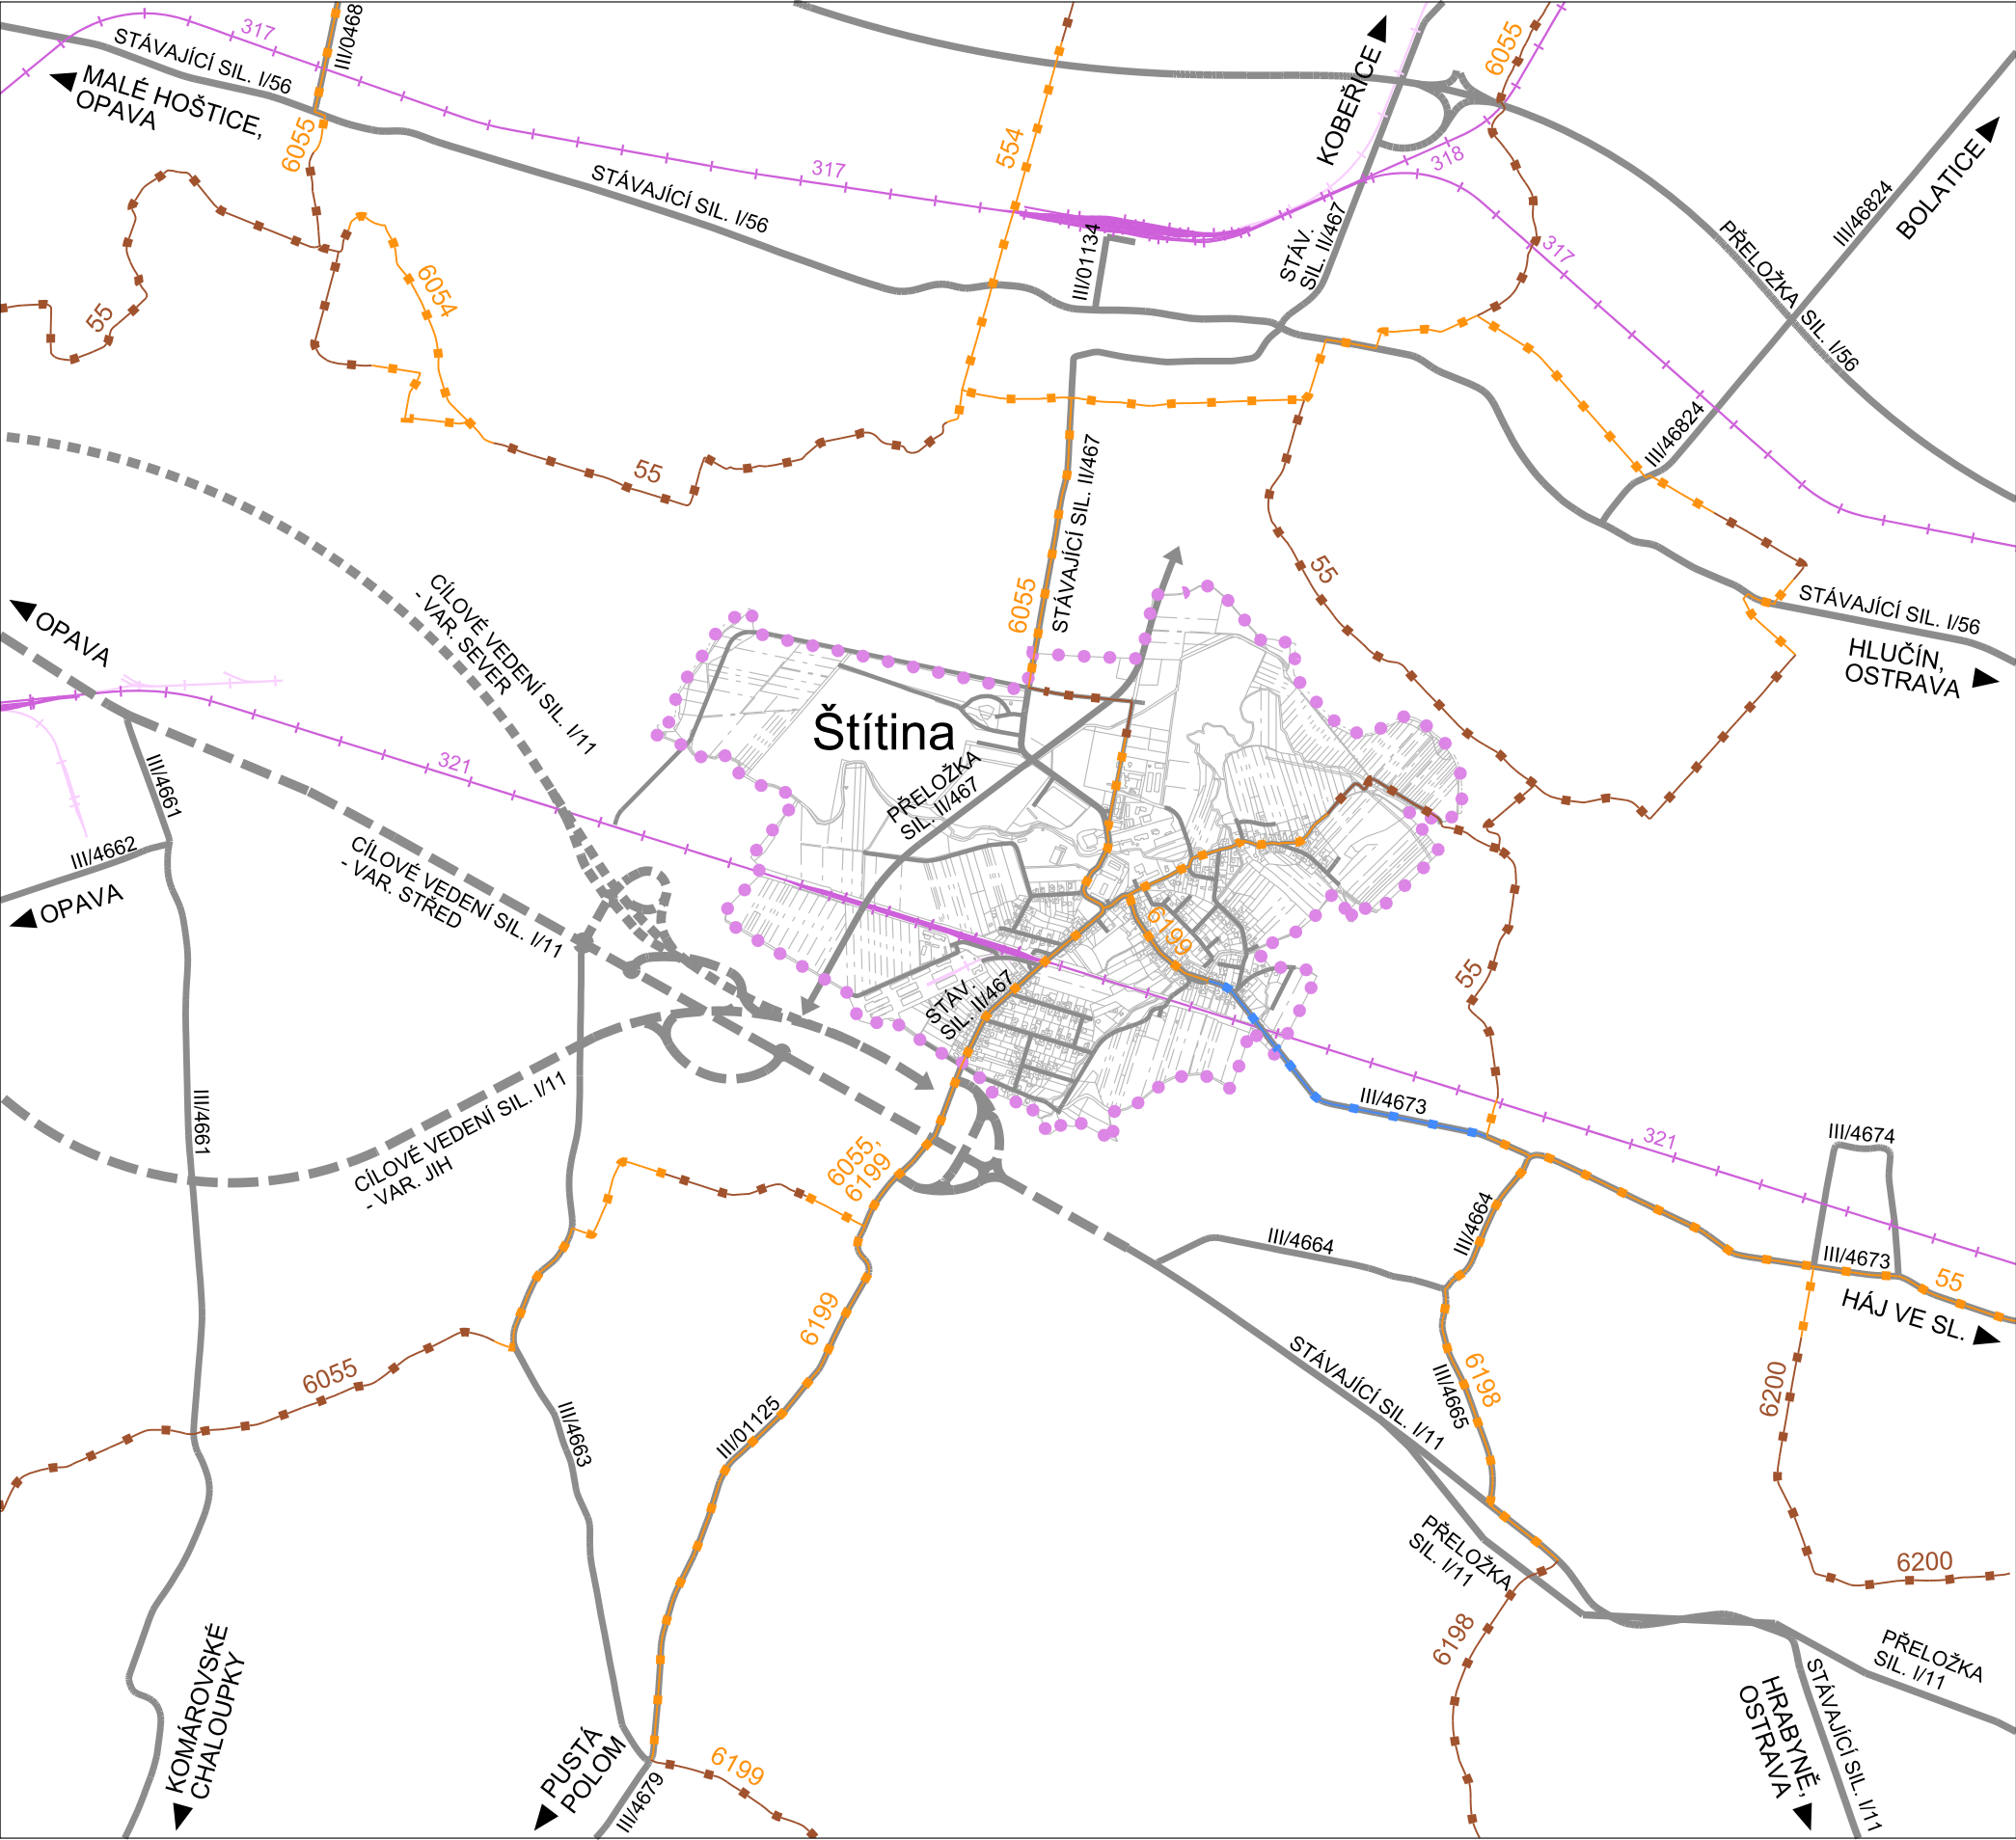 317
STÁVAJÍCÍ SIL. I/56
III/0468
MALÉ HOŠTICE,
OPAVA
6055
554
KOBEŘICE
6055
BOLATICE
III/46824
318
317
STÁVAJÍCÍ SIL. I/56
III/01134
STÁV.
SIL. II/467
317
PŘELOŽKA SIL. I/56
55
6054
55
III/46824
STÁVAJÍCÍ SIL. II/467
6055
55
STÁVAJÍCÍ SIL. I/56
HLUČÍN,
OSTRAVA
OPAVA
CÍLOVÉ VEDENÍ SIL. I/11
- VAR. SEVER
Štítina
321
III/4661
III/4662
OPAVA
PŘELOŽKA
SIL. II/467
CÍLOVÉ VEDENÍ SIL. I/11
- VAR. STŘED
6199
STÁV.
SIL. II/467
55
III/4661
CÍLOVÉ VEDENÍ SIL. I/11
- VAR. JIH
6055,
6199
III/4673
321
III/4674
III/4664
III/4664
III/4673
55
HÁJ VE SL.
6199
6055
STÁVAJÍCÍ SIL. I/11
III/4665
6198
6200
III/4663
III/01125
PŘELOŽKA
SIL. I/11
6200
6198
PŘELOŽKA
SIL. I/11
KOMÁROVSKÉ
CHALOUPKY
PUSTÁ
POLOM
III/4679
6199
HRABYNĚ,
OSTRAVA
STÁVAJÍCÍ SIL. I/11